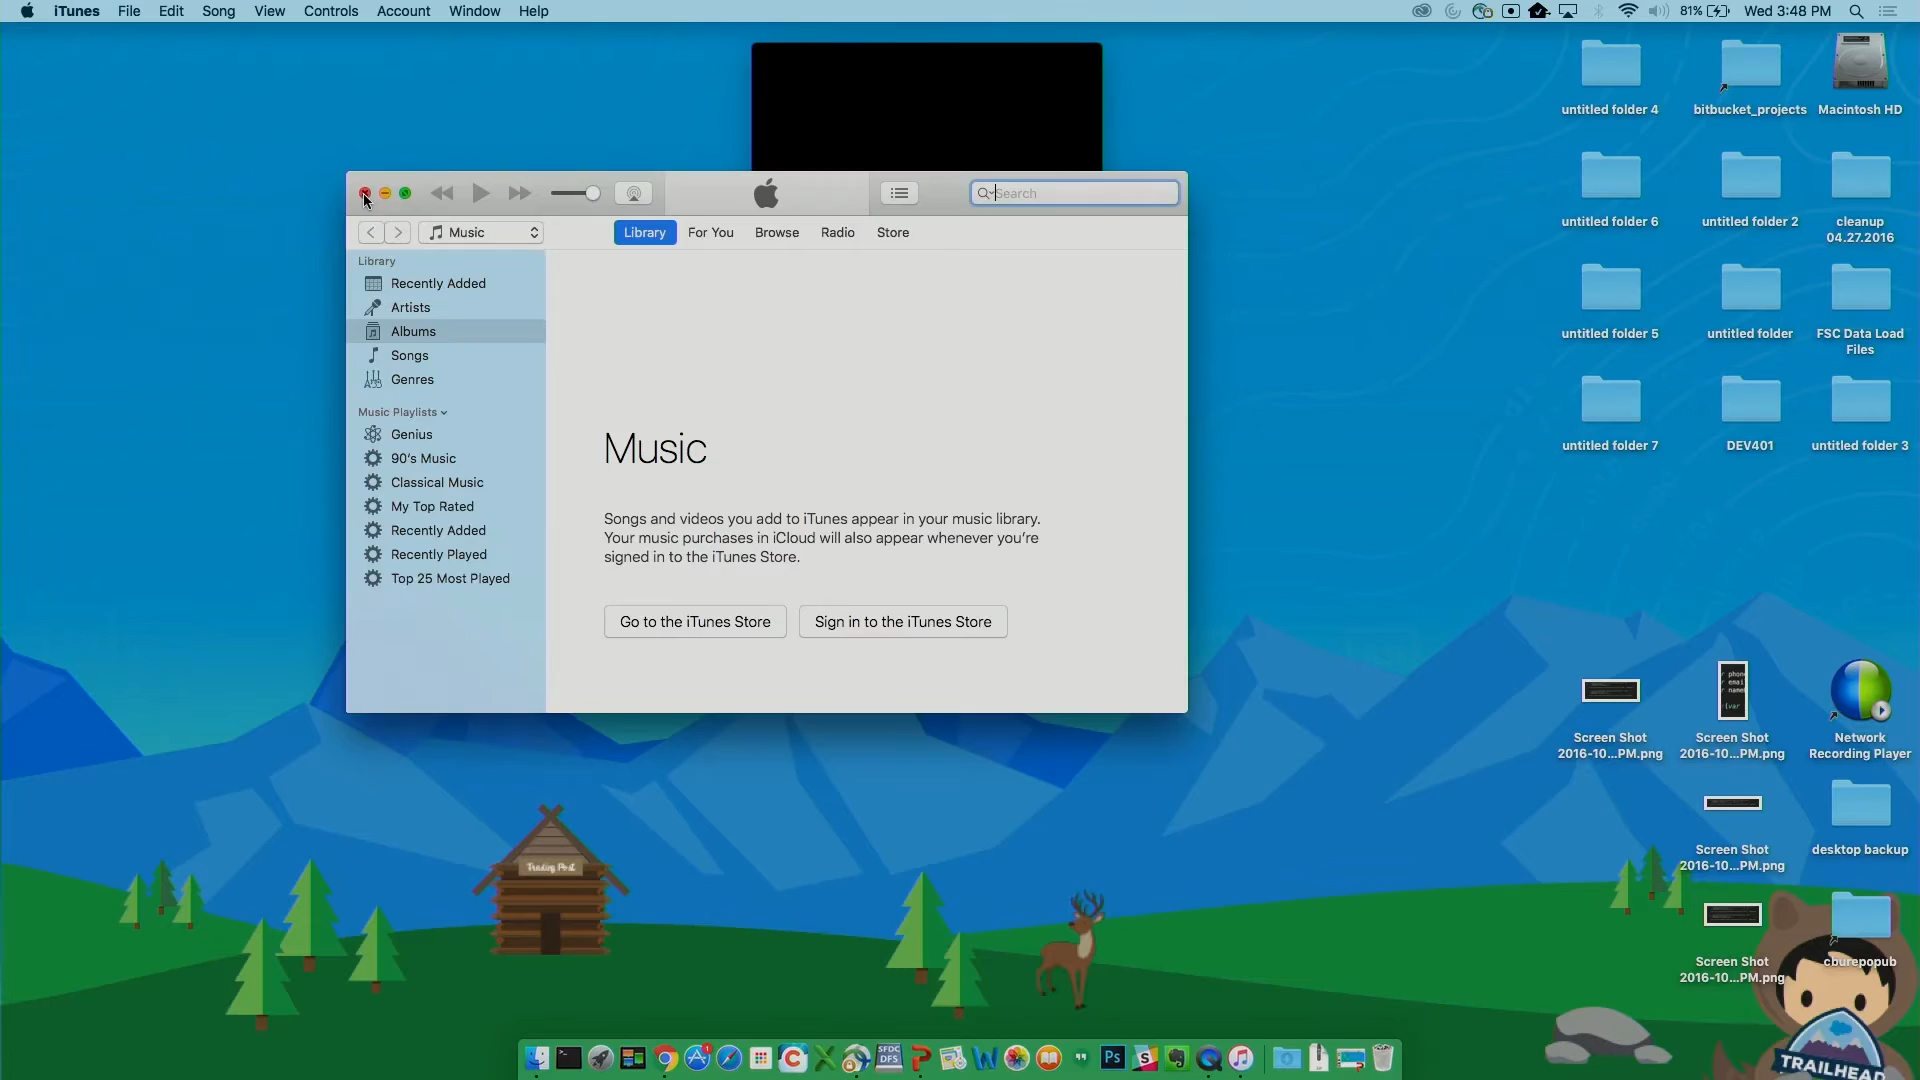 iTunes File Edit Song View Controls Account Window Help
81% Wed 3:48 PM
Search
Music
Library For You Browse Radio Store
Library
Recently Added
Artists
Albums
Songs
Genres
Music Playlists
Genius
90's Music
Classical Music
My Top Rated
Recently Added
Recently Played
Top 25 Most Played
Music
Songs and videos you add to iTunes appear in your music library.
Your music purchases in iCloud will also appear whenever you're
signed in to the iTunes Store.
Go to the iTunes Store Sign in to the iTunes Store
untitled folder 4 bitbucket_projects Macintosh HD
untitled folder 6 untitled folder 2 cleanup
04.27.2016
untitled folder 5 untitled folder FSC Data Load
Files
untitled folder 7 DEV401 untitled folder 3
Screen Shot
2016-10...PM.png
Screen Shot
2016-10...PM.png
Network
Recording Player
Screen Shot
2016-10...PM.png
desktop backup
Screen Shot
2016-10...PM.png
cburepopub
Trading Post
TRAILHEAD
SFDC
DFS
Ps